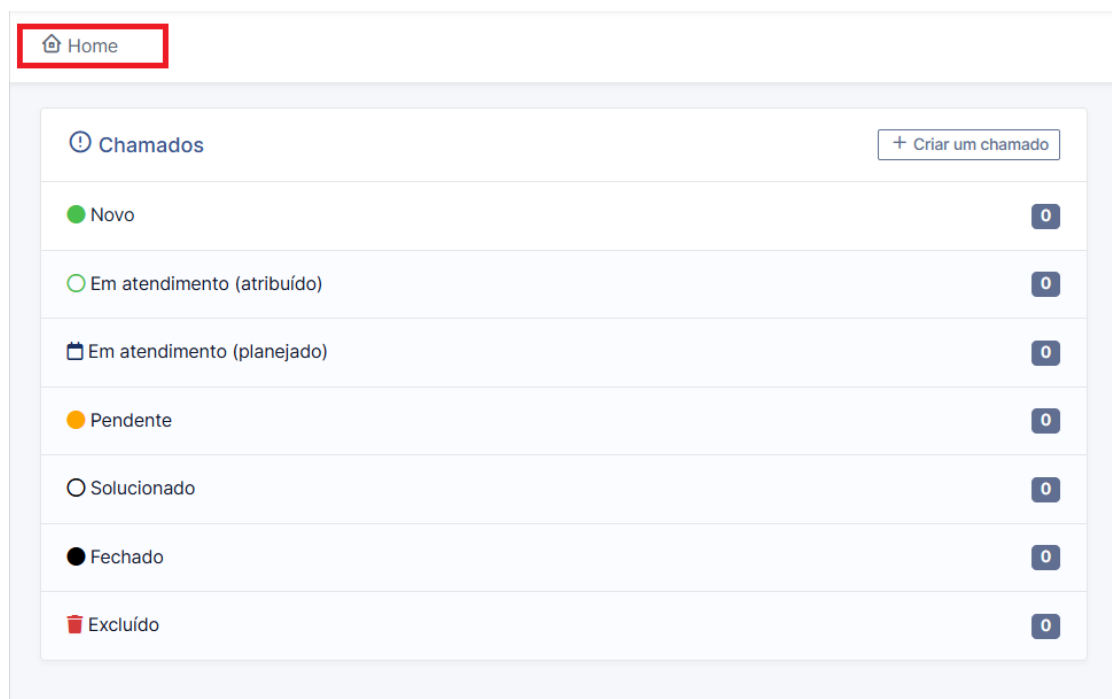 Home
Chamados
+ Criar um chamado
Novo 0
Em atendimento (atribuído) 0
Em atendimento (planejado) 0
Pendente 0
Solucionado 0
Fechado 0
Excluído 0